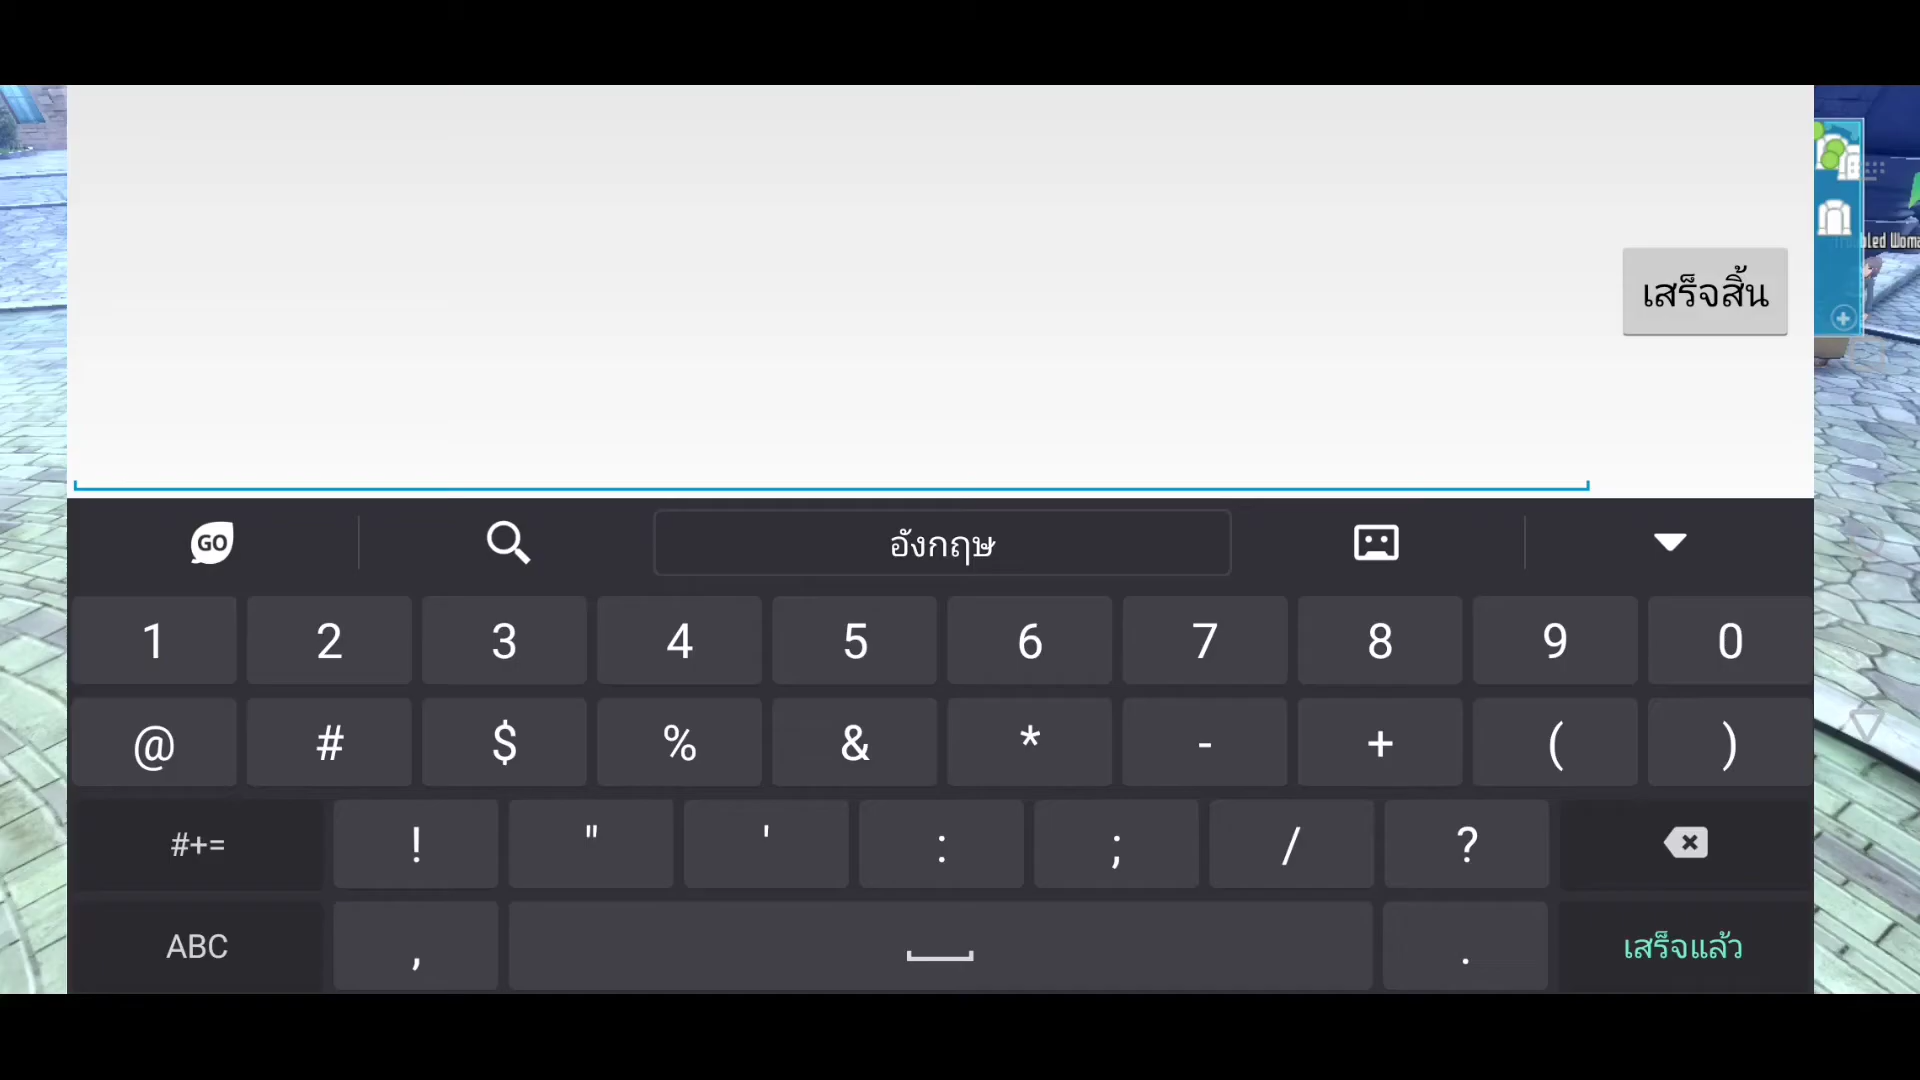 เสร็จสิ้น
GO
อังกฤษ
1 2 3 4 5 6 7 8 9 0
@ # $ % & * - + ( )
#+= ! " ' : ; / ?
ABC , . เสร็จแล้ว